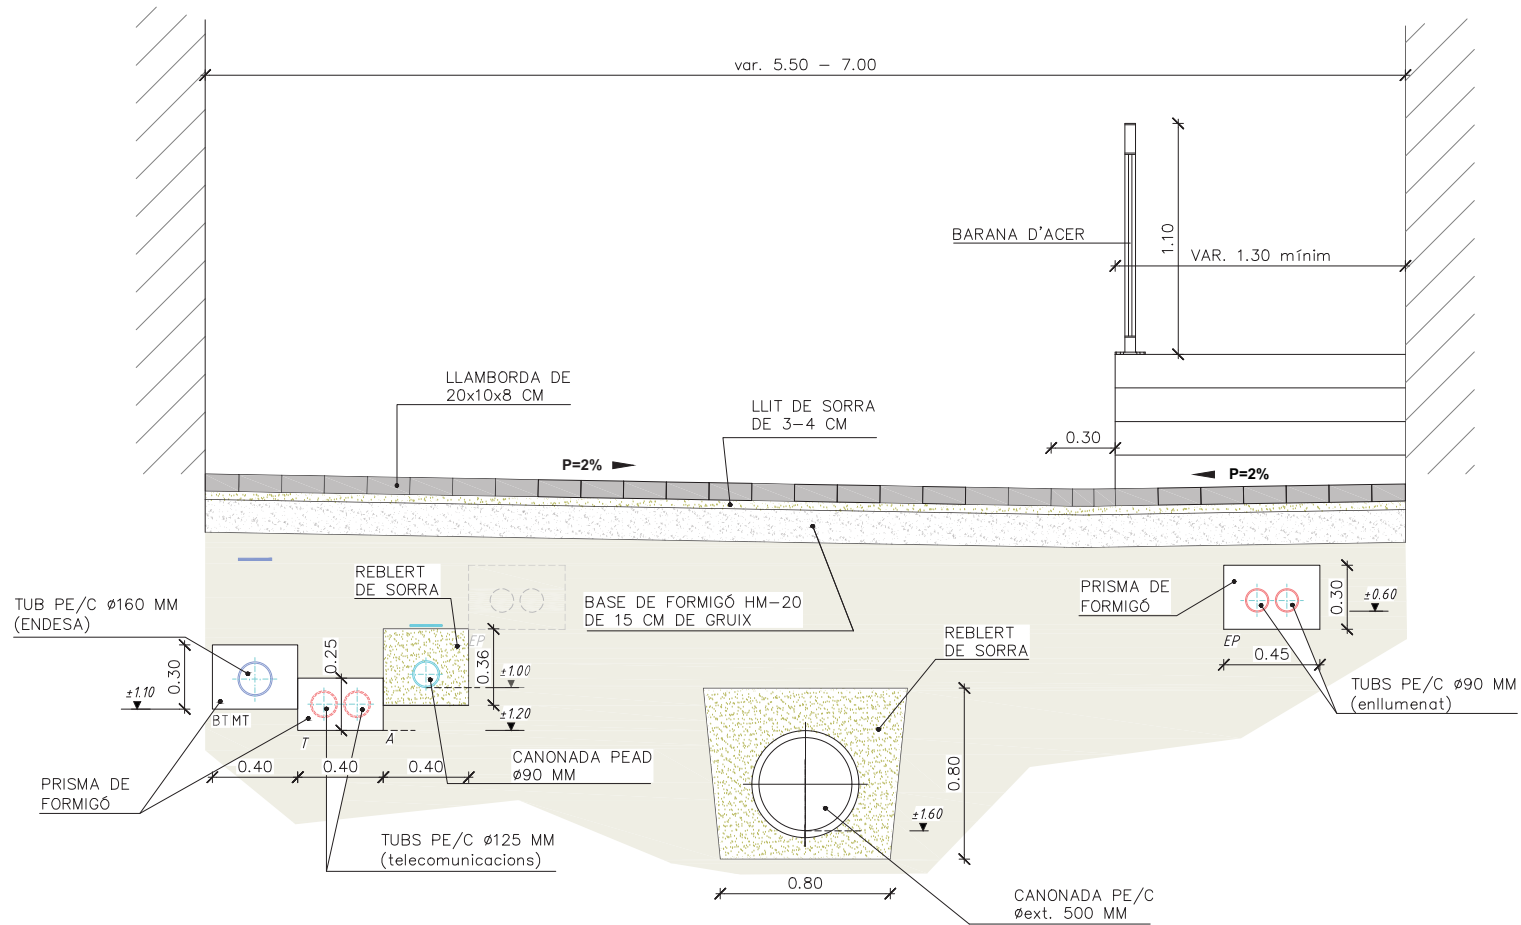 var. 5.50 – 7.00
BARANA D'ACER
1.10
VAR. 1.30 mínim
LLAMBORDA DE
20x10x8 CM
LLIT DE SORRA
DE 3–4 CM
0.30
P=2%
P=2%
REBLERT
DE SORRA
TUB PE/C ø160 MM
(ENDESA)
BASE DE FORMIGÓ HM–20
DE 15 CM DE GRUIX
PRISMA DE
FORMIGÓ
0.30
±0.60
EP
0.45
REBLERT
DE SORRA
EP
0.25
0.36
0.30
±1.10
±1.00
±1.20
BT MT
T
A
0.40
0.40
0.40
TUBS PE/C ø90 MM
(enllumenat)
CANONADA PEAD
ø90 MM
PRISMA DE
FORMIGÓ
0.80
±1.60
TUBS PE/C ø125 MM
(telecomunicacions)
0.80
CANONADA PE/C
øext. 500 MM